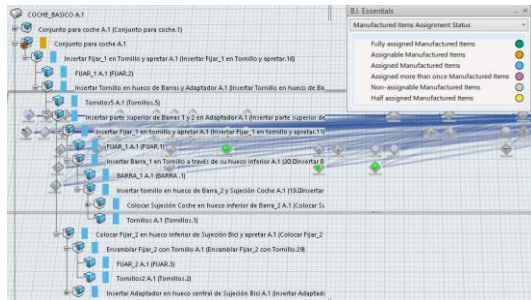 COCHE_BASICO A.1
Conjunto para coche A.1 (Conjunto para coche.1)
Conjunto para coche A.1
Insertar Fijar_1 en Tornillo y apretar A.1 (Insertar Fijar_1 en Tornillo y apretar.16)
FIJAR_1 A.1 (FIJAR.2)
Insertar Tornillo en hueco de Barras y Adaptador A.1 (Insertar Tornillo en hueco de Ba
Tornillos5 A.1 (Tornillos.5)
Insertar parte superior de Barras 1 y 2 en Adaptador A.1 (Insertar parte superior de
Insertar Fijar_1 en tornillo y apretar A.1 (Insertar Fijar_1 en tornillo y apretar.11
FIJAR_1 A.1 (FIJAR.1)
Insertar Barra_1 en Tornillo a través de su hueco inferior A.1 (20.Insertar B
BARRA_1 A.1 (BARRA .1)
Insertar tornillo en hueco de Barra_2 y Sujeción Coche A.1 (19.Insertar
Colocar Sujeción Coche en hueco inferior de Barra_2 A.1 (Colocar Su
Tornillos A.1 (Tornillos.1)
Colocar Fijar_2 en hueco inferior de Sujeción Bici y apretar A.1 (Colocar Fijar_2
Ensamblar Fijar_2 con Tornillo A.1 (Ensamblar Fijar_2 con Tornillo.29)
FIJAR_2 A.1 (FIJAR.3)
Tornillos2 A.1 (Tornillos.2)
Insertar Adaptador en hueco central de Sujeción Bici A.1 (Insertar Adaptad
B.I. Essentials
Manufactured Items Assignment Status
Fully assigned Manufactured Items
Assignable Manufactured Items
Assigned Manufactured Items
Assigned more than once Manufactured Items
Non-assignable Manufactured Items
Half assigned Manufactured Items